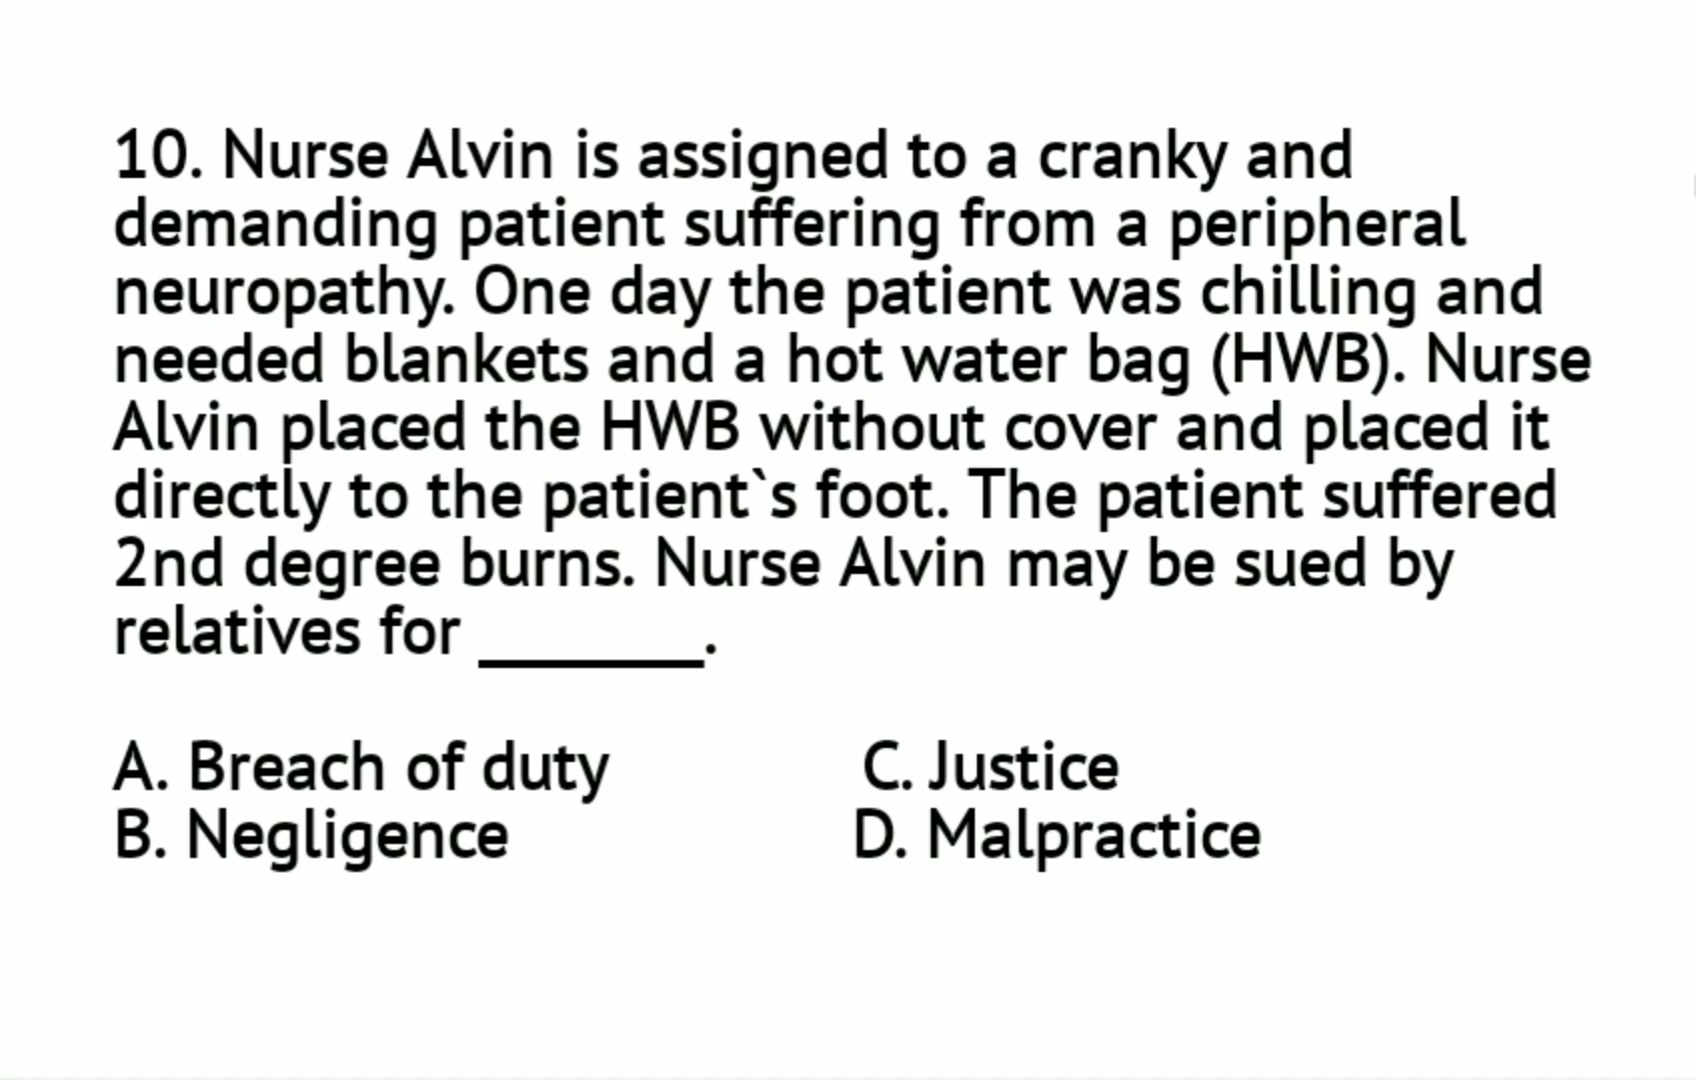 10. Nurse Alvin is assigned to a cranky and
demanding patient suffering from a peripheral
neuropathy. One day the patient was chilling and
needed blankets and a hot water bag (HWB). Nurse
Alvin placed the HWB without cover and placed it
directly to the patient`s foot. The patient suffered
2nd degree burns. Nurse Alvin may be sued by
relatives for ________.
A. Breach of duty C. Justice
B. Negligence D. Malpractice